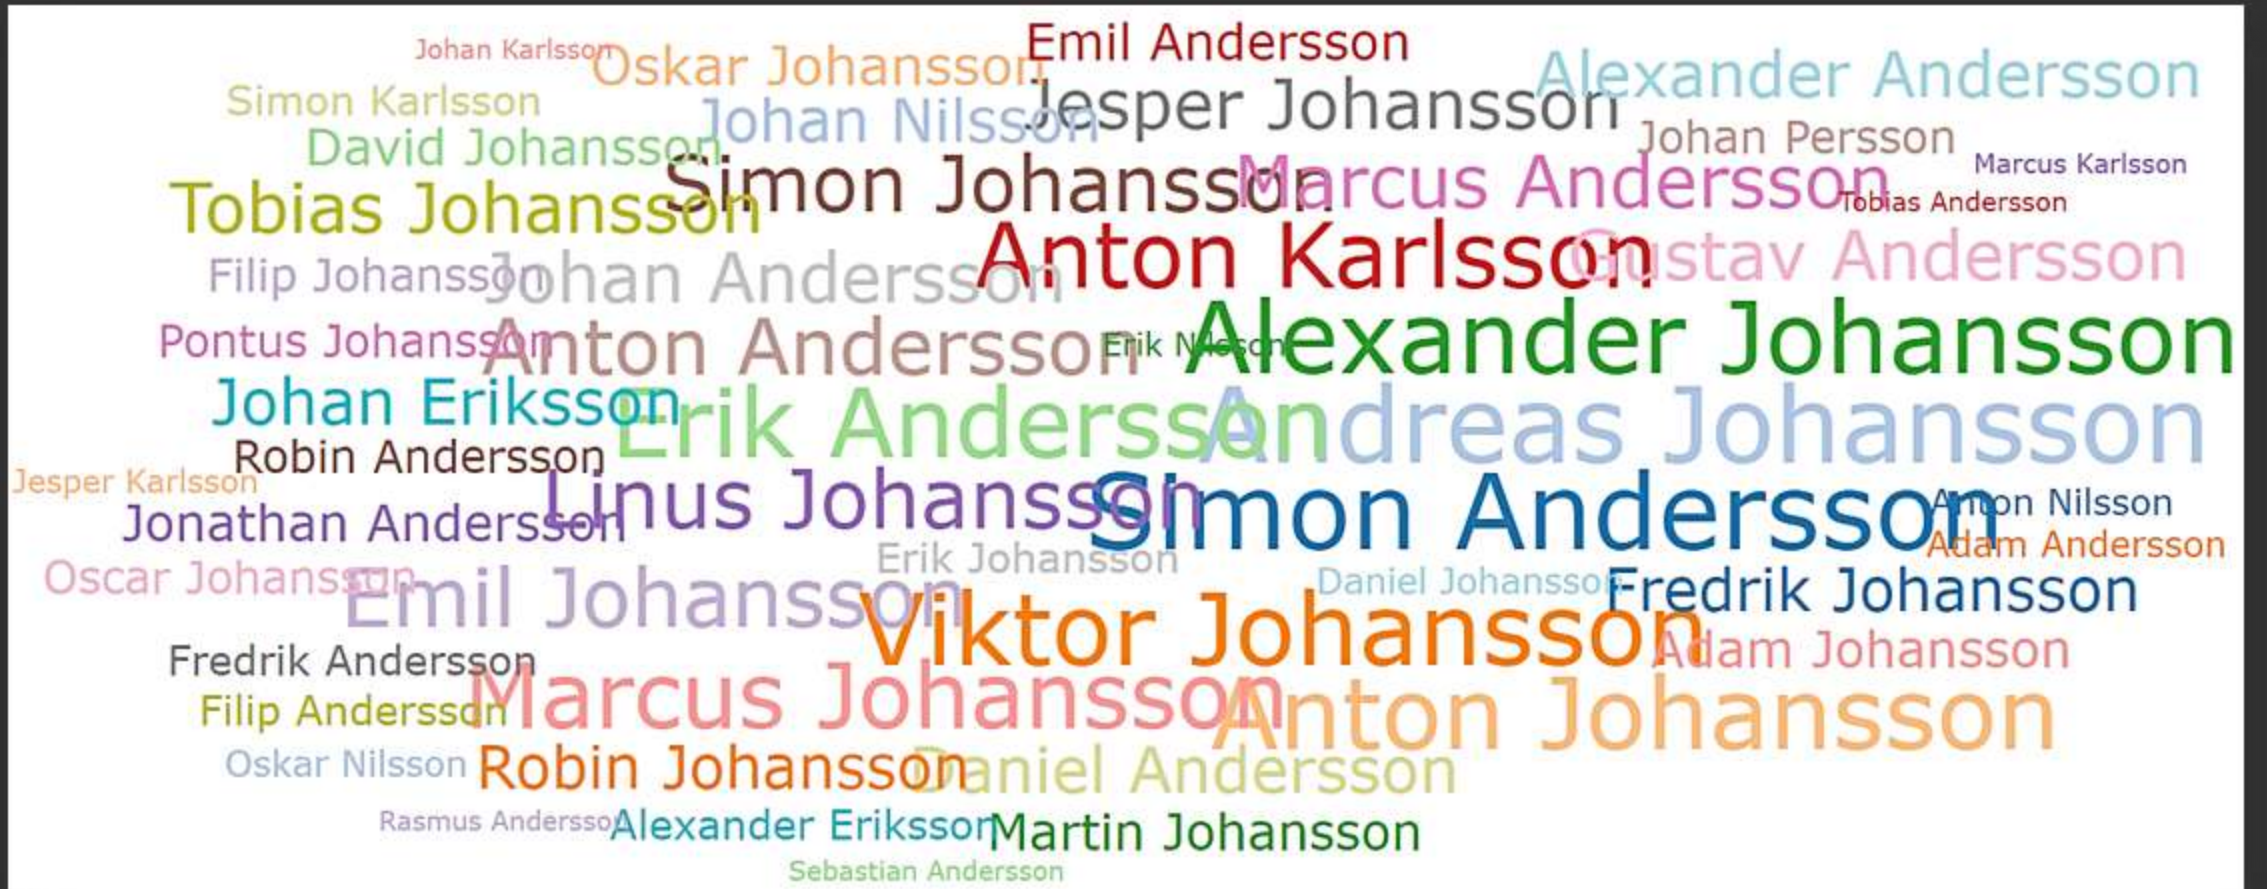 Emil Andersson
Johan Karlsson
Oskar Johansson
Alexander Andersson
Simon Karlsson
Jesper Johansson
Johan Nilsson
Johan Persson
David Johansson
Marcus Karlsson
Simon Johansson
Marcus Andersson
Tobias Andersson
Tobias Johansson
Anton Karlsson
Gustav Andersson
Filip Johansson
Johan Andersson
Alexander Johansson
Pontus Johansson
Anton Andersson
Erik Nilsson
Johan Eriksson
Erik Andersson
Andreas Johansson
Robin Andersson
Jesper Karlsson
Linus Johansson
Simon Andersson
Anton Nilsson
Jonathan Andersson
Adam Andersson
Erik Johansson
Oscar Johansson
Daniel Johansson
Fredrik Johansson
Emil Johansson
Viktor Johansson
Adam Johansson
Fredrik Andersson
Marcus Johansson
Anton Johansson
Filip Andersson
Oskar Nilsson
Robin Johansson
Daniel Andersson
Rasmus Andersson
Alexander Eriksson
Martin Johansson
Sebastian Andersson